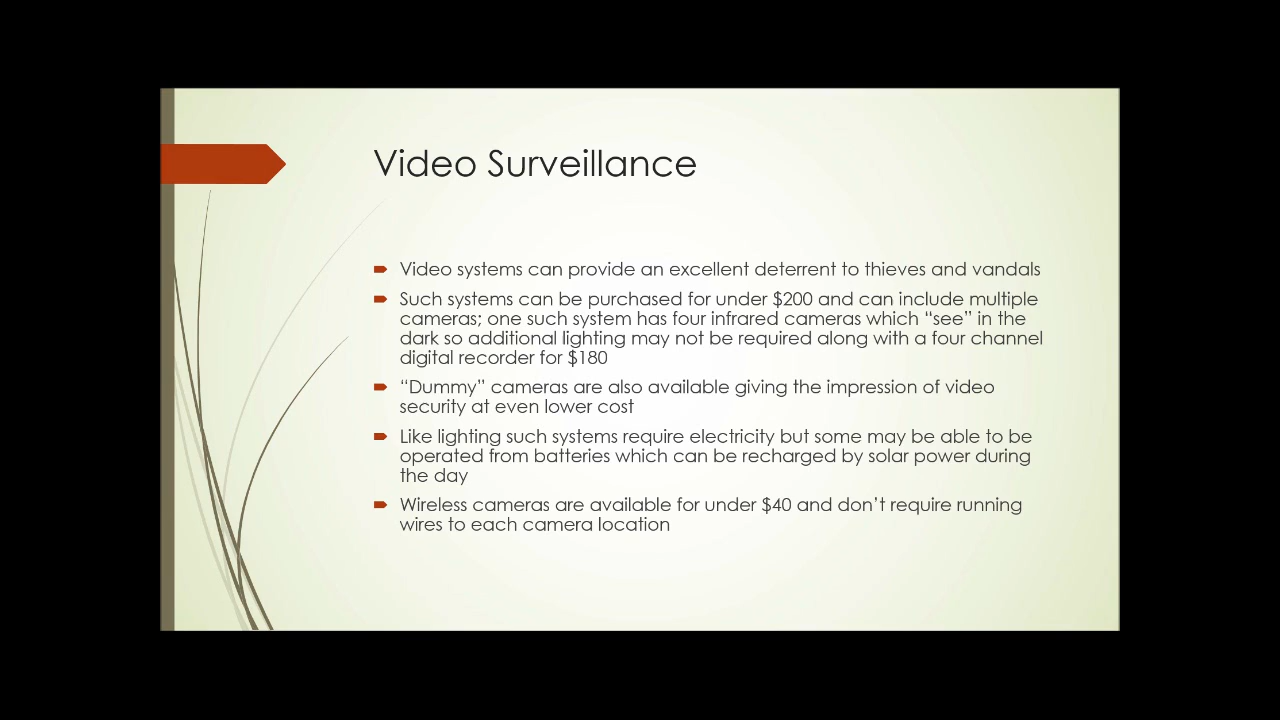 Video Surveillance
Video systems can provide an excellent deterrent to thieves and vandals
Such systems can be purchased for under $200 and can include multiple
cameras; one such system has four infrared cameras which “see” in the
dark so additional lighting may not be required along with a four channel
digital recorder for $180
“Dummy” cameras are also available giving the impression of video
security at even lower cost
Like lighting such systems require electricity but some may be able to be
operated from batteries which can be recharged by solar power during
the day
Wireless cameras are available for under $40 and don’t require running
wires to each camera location